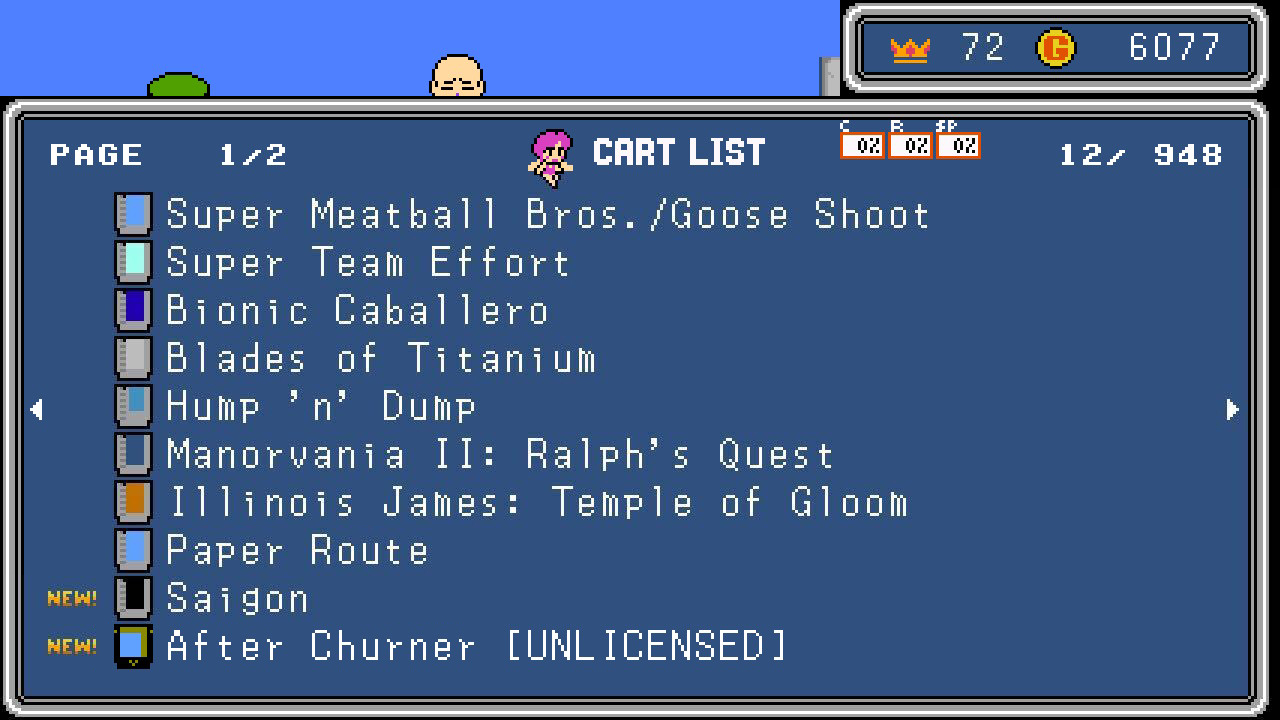 72 G 6077
PAGE 1/2 CART LIST C B SP 0% 0% 0% 12/ 948
Super Meatball Bros./Goose Shoot
Super Team Effort
Bionic Caballero
Blades of Titanium
Hump 'n' Dump
Manorvania II: Ralph's Quest
Illinois James: Temple of Gloom
Paper Route
NEW! Saigon
NEW! After Churner [UNLICENSED]